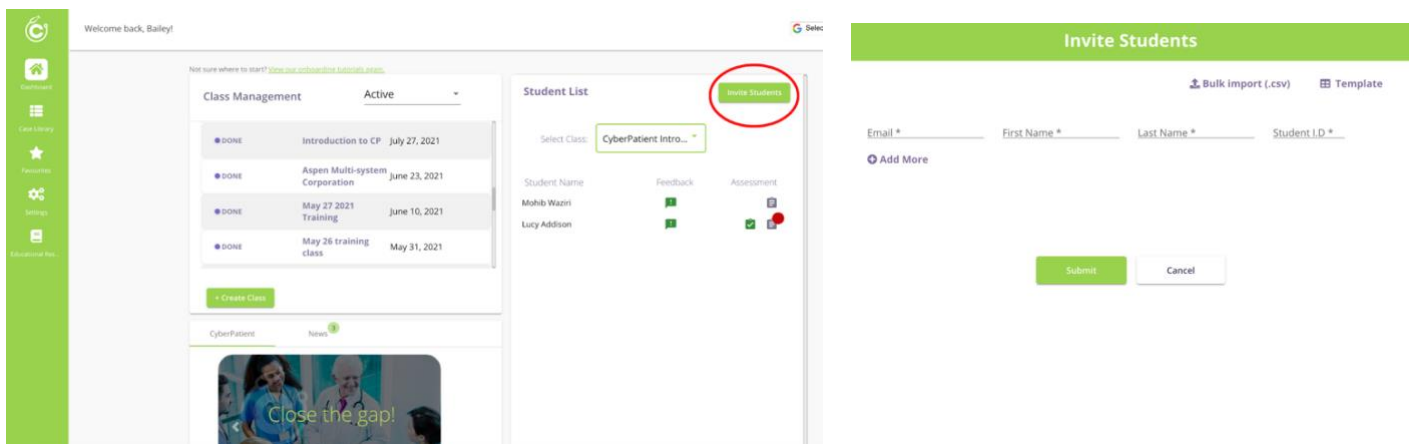 Welcome back, Bailey!
G Selec
Dashboard
Case Library
Favourites
Settings
Educational Res...
Not sure where to start? View our onboarding tutorials again.
Class Management
Active
DONE Introduction to CP July 27, 2021
DONE Aspen Multi-system Corporation June 23, 2021
DONE May 27 2021 Training June 10, 2021
DONE May 26 training class May 31, 2021
+ Create Class
CyberPatient News 3
Close the gap!
Student List
Invite Students
Select Class: CyberPatient Intro...
Student Name Feedback Assessment
Mohib Waziri
Lucy Addison
Invite Students
Bulk import (.csv) Template
Email * First Name * Last Name * Student I.D *
Add More
Submit Cancel